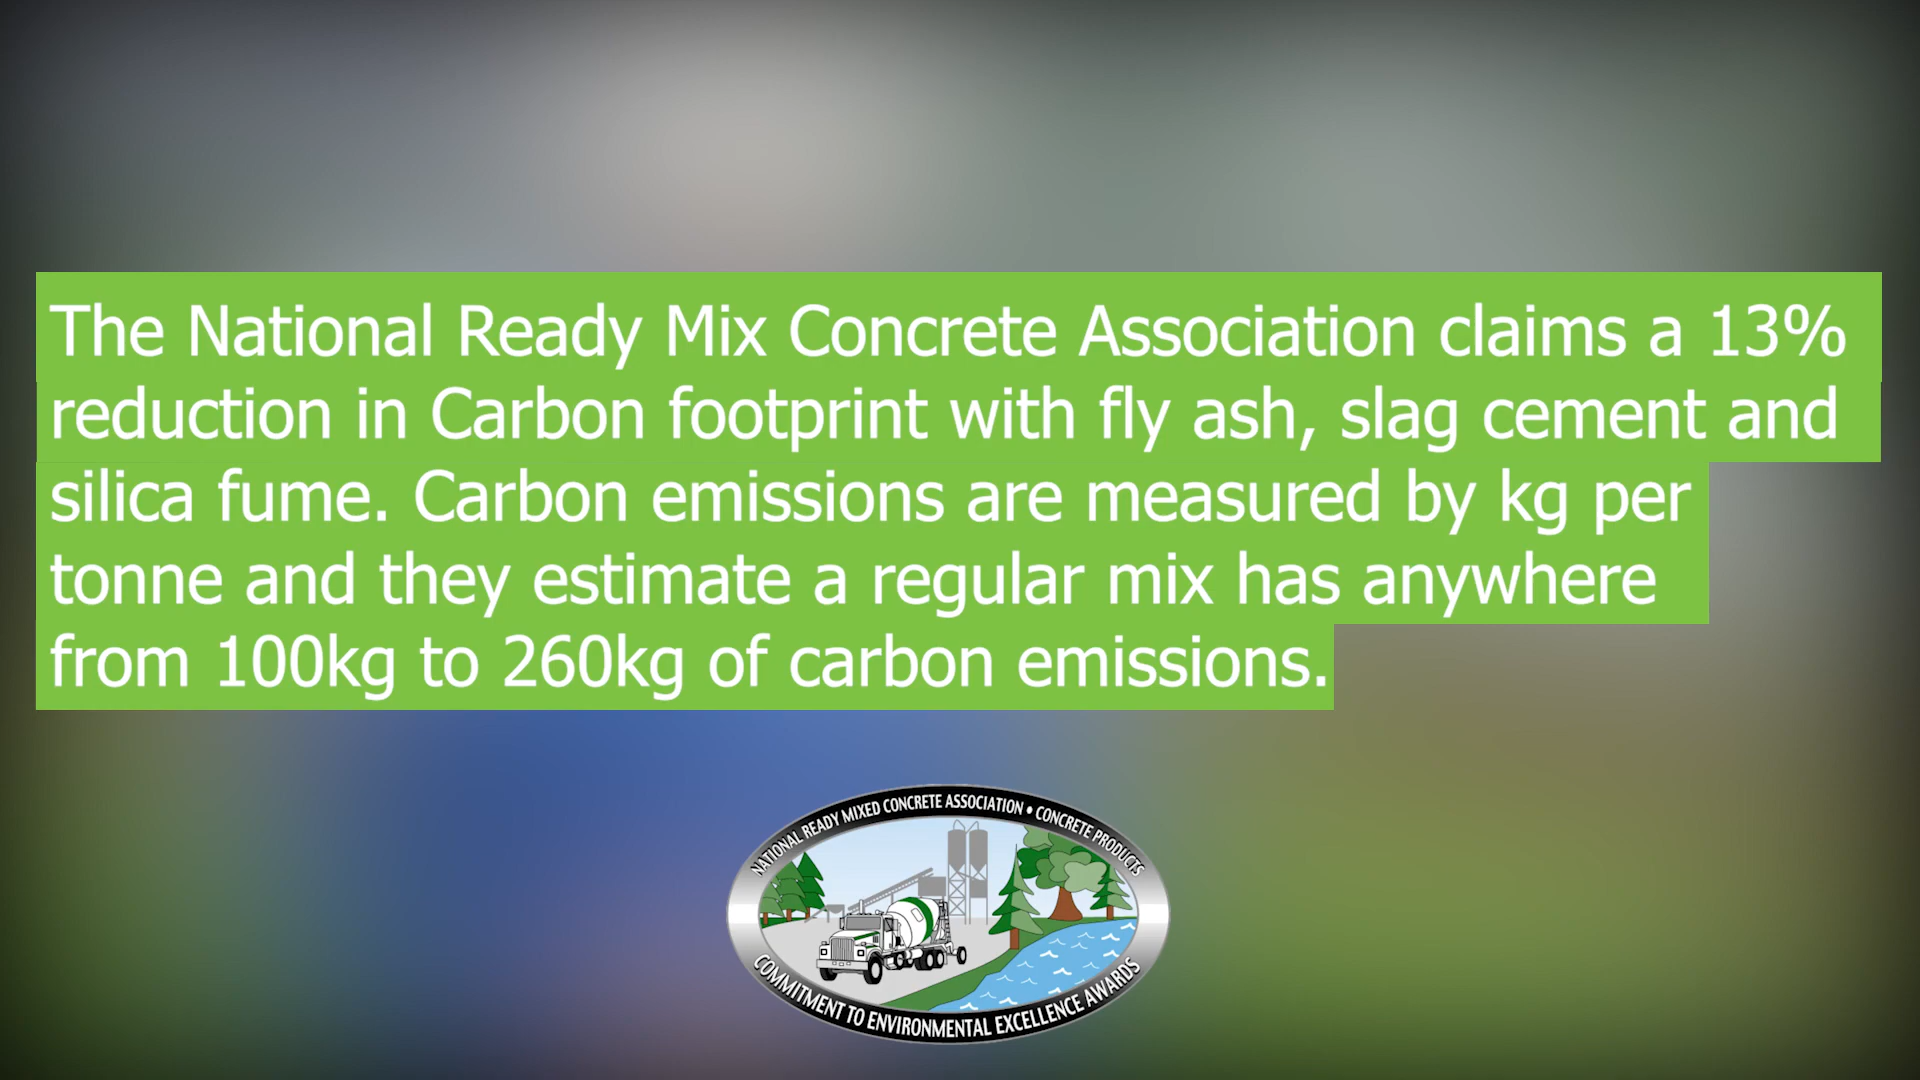 The National Ready Mix Concrete Association claims a 13%
reduction in Carbon footprint with fly ash, slag cement and
silica fume. Carbon emissions are measured by kg per
tonne and they estimate a regular mix has anywhere
from 100kg to 260kg of carbon emissions.
NATIONAL READY MIXED CONCRETE ASSOCIATION • CONCRETE PRODUCTS
COMMITMENT TO ENVIRONMENTAL EXCELLENCE AWARDS